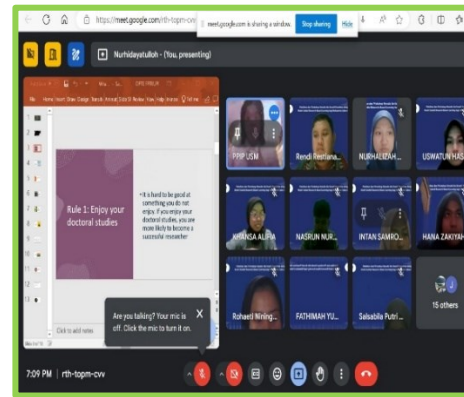 https://meet.google.com/rth-topm-cvv
meet.google.com is sharing a window.
Stop sharing
Hide
Nurhidayatulloh - (You, presenting)
Rule 1: Enjoy your
doctoral studies
•It is hard to be good at
something you do not
enjoy. If you enjoy your
doctoral studies, you are
more likely to become a
successful researcher
Click to add notes
PPIP USM
Rendi Restiana...
NURHALIZAH ...
USWATUN HAS
KHANSA ALIFIA
NASRUN NUR...
INTAN SAMRO...
HANA ZAKIYAH
Rohaeti Nining...
FATHIMAH YU...
Salsabila Putri ...
J
15 others
Are you talking? Your mic is
off. Click the mic to turn it on.
X
7:09 PM | rth-topm-cvv